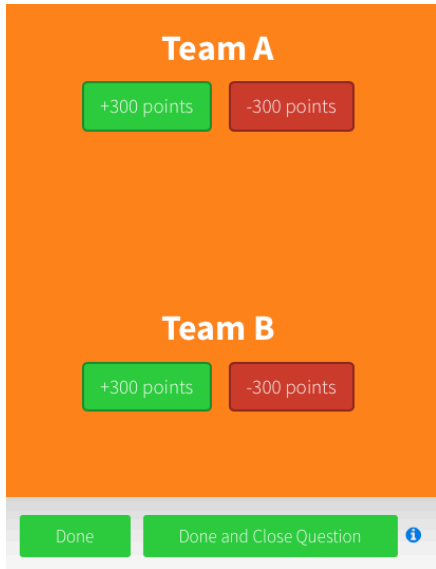 Team A
+300 points -300 points
Team B
+300 points -300 points
Done Done and Close Question